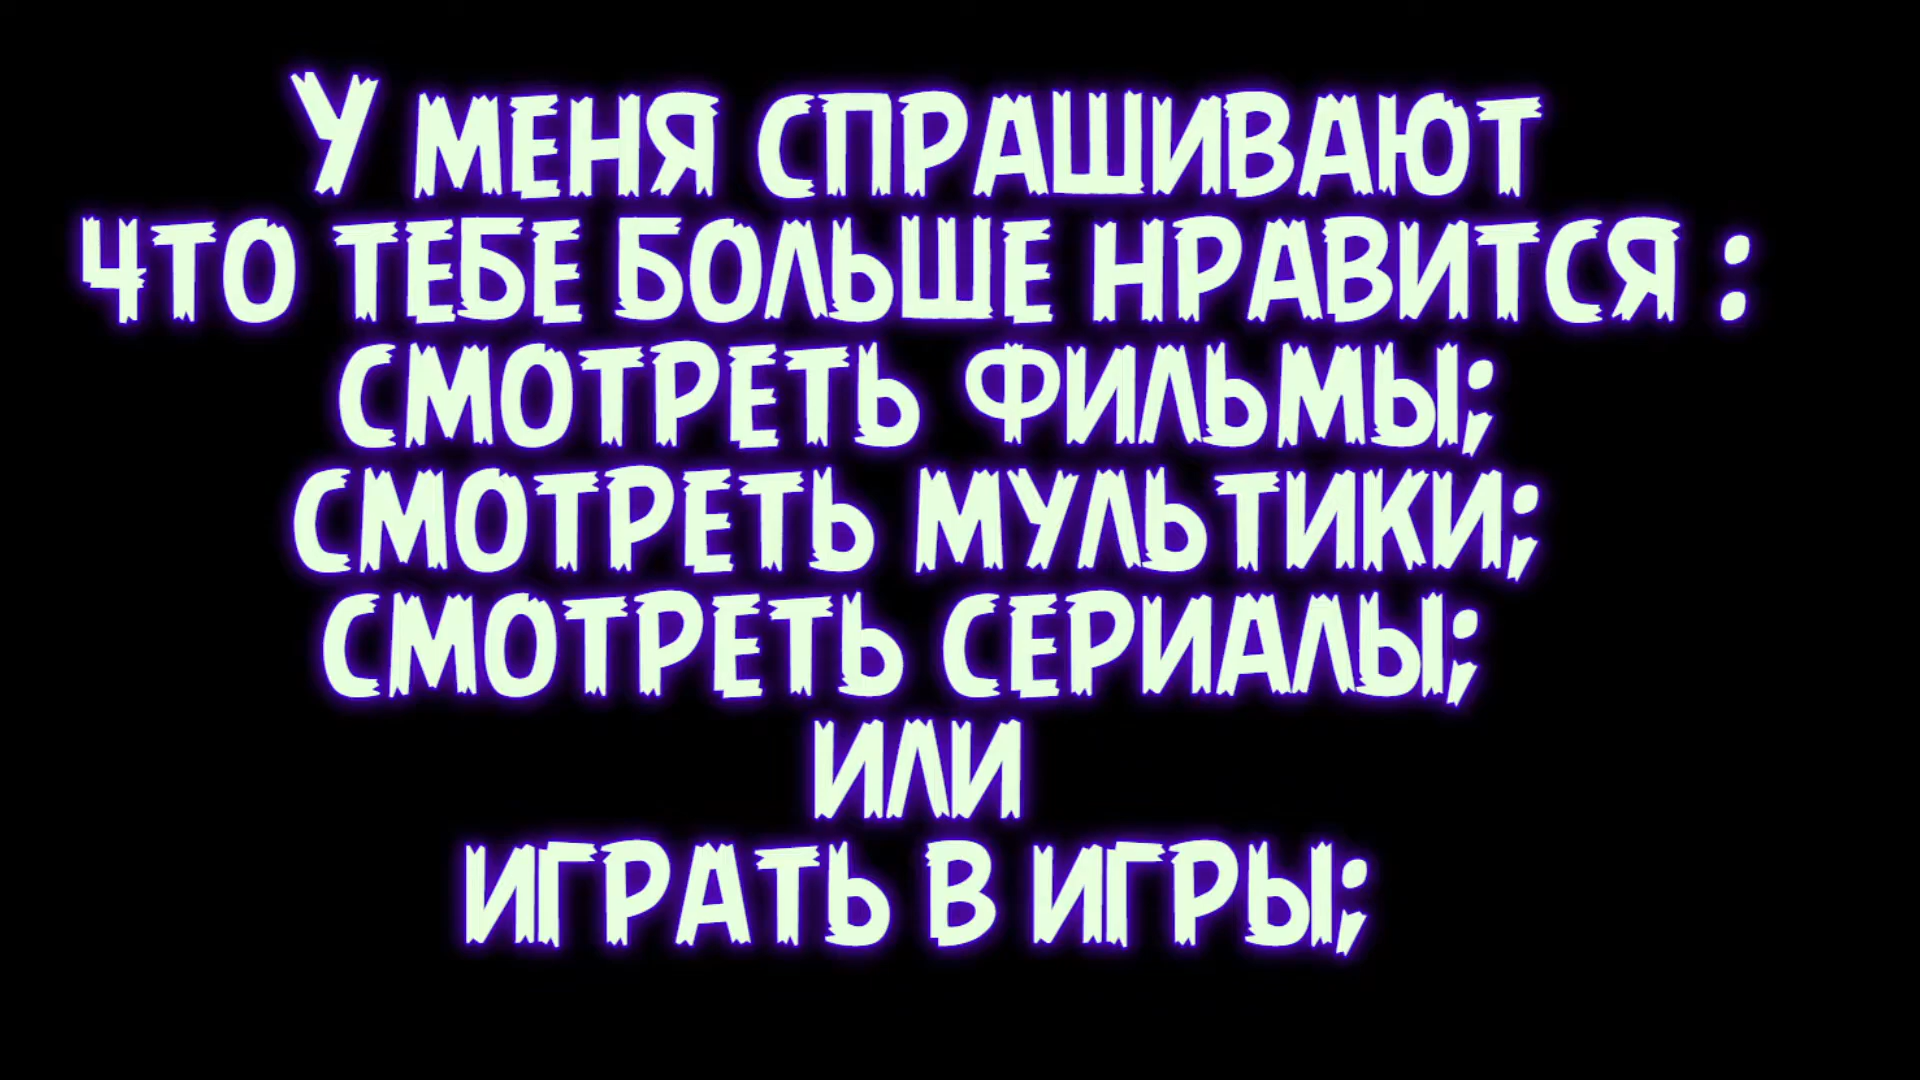 У МЕНЯ СПРАШИВАЮТ
ЧТО ТЕБЕ БОЛЬШЕ НРАВИТСЯ :
СМОТРЕТЬ ФИЛЬМЫ;
СМОТРЕТЬ МУЛЬТИКИ;
СМОТРЕТЬ СЕРИАЛЫ;
ИЛИ
ИГРАТЬ В ИГРЫ;